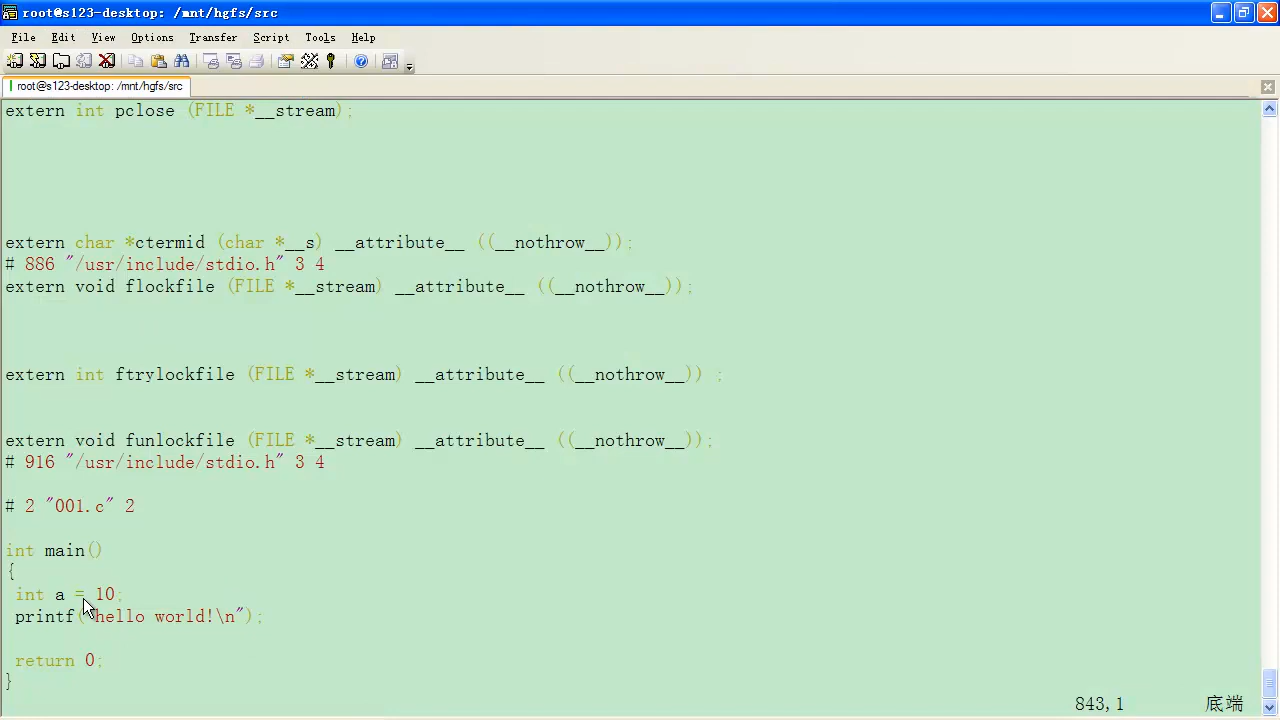 root@s123-desktop: /mnt/hgfs/src
File Edit View Options Transfer Script Tools Help
root@s123-desktop: /mnt/hgfs/src
extern int pclose (FILE *__stream);
extern char *ctermid (char *__s) __attribute__ ((__nothrow__));
# 886 "/usr/include/stdio.h" 3 4
extern void flockfile (FILE *__stream) __attribute__ ((__nothrow__));
extern int ftrylockfile (FILE *__stream) __attribute__ ((__nothrow__)) ;
extern void funlockfile (FILE *__stream) __attribute__ ((__nothrow__));
# 916 "/usr/include/stdio.h" 3 4
# 2 "001.c" 2
int main()
{
int a = 10;
printf("hello world!\n");
return 0;
}
843,1 底端